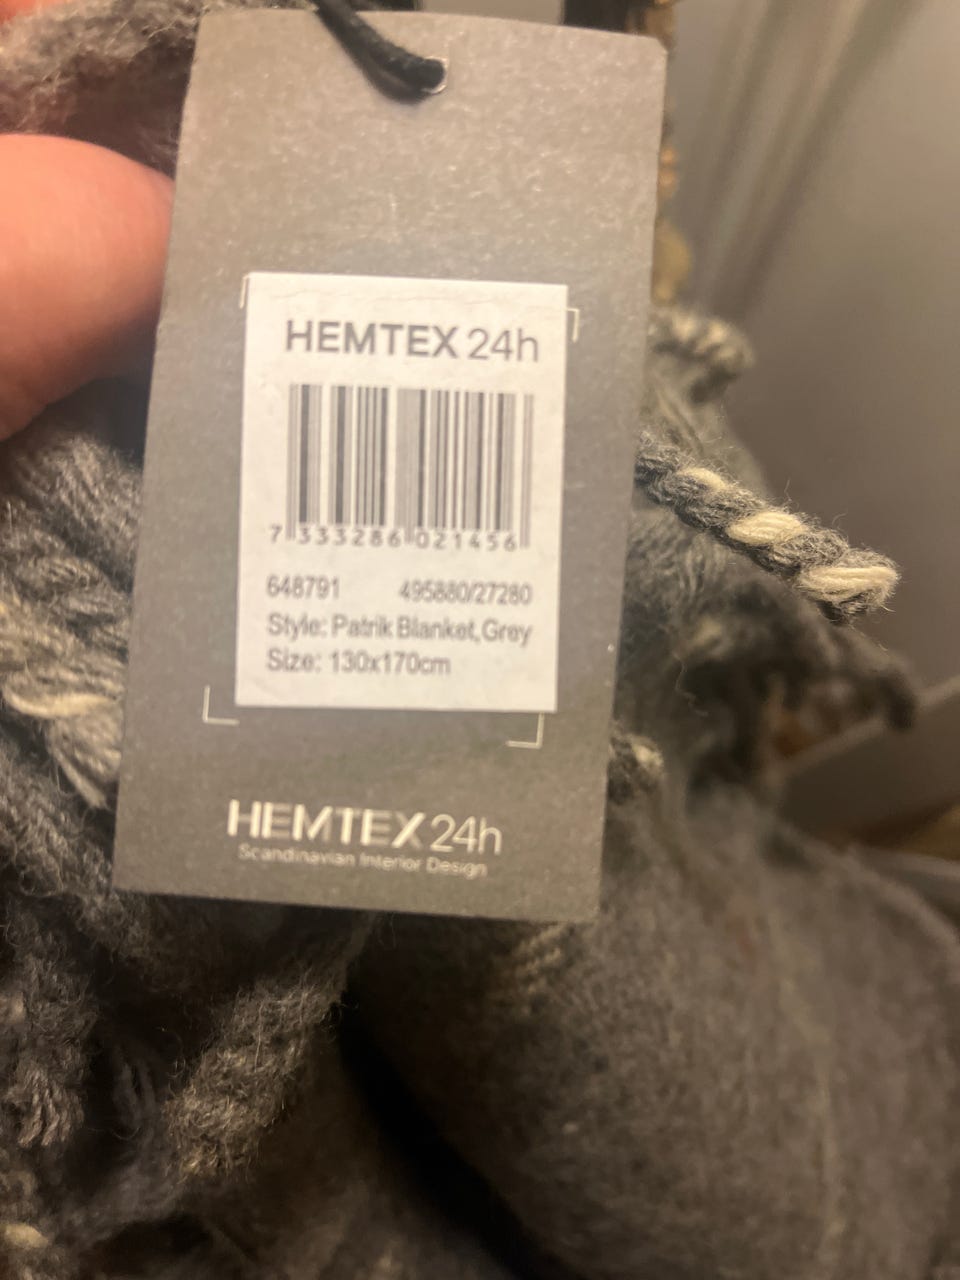 HEMTEX 24h
7 333286 021456
648791 495880/27280
Style: Patrik Blanket, Grey
Size: 130x170cm
HEMTEX 24h
Scandinavian Interior Design